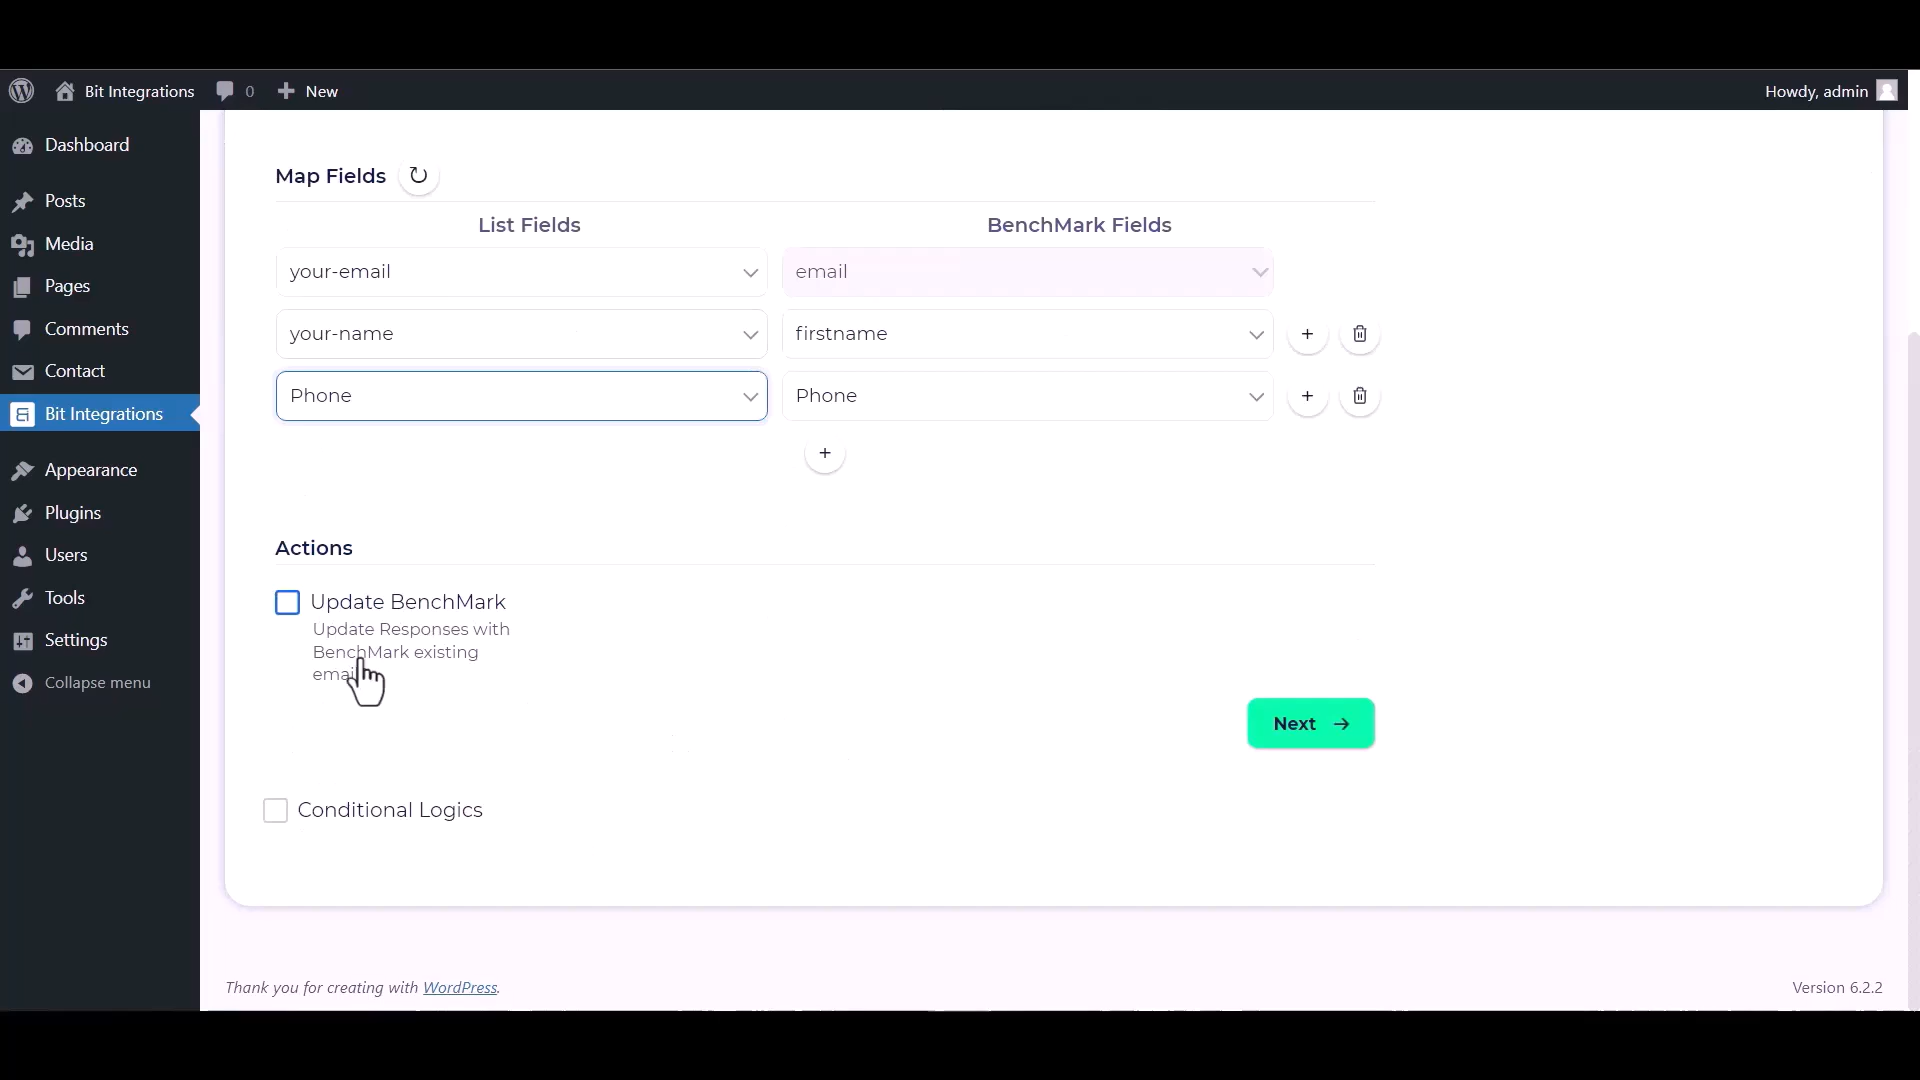 Bit Integrations
0
New
Howdy, admin
Dashboard
Posts
Media
Pages
Comments
Contact
Bit Integrations
Appearance
Plugins
Users
Tools
Settings
Collapse menu
Map Fields
List Fields
BenchMark Fields
your-email
email
your-name
firstname
+
Phone
Phone
+
+
Actions
Update BenchMark
Update Responses with
BenchMark existing
Next →
Conditional Logics
Thank you for creating with WordPress.
Version 6.2.2